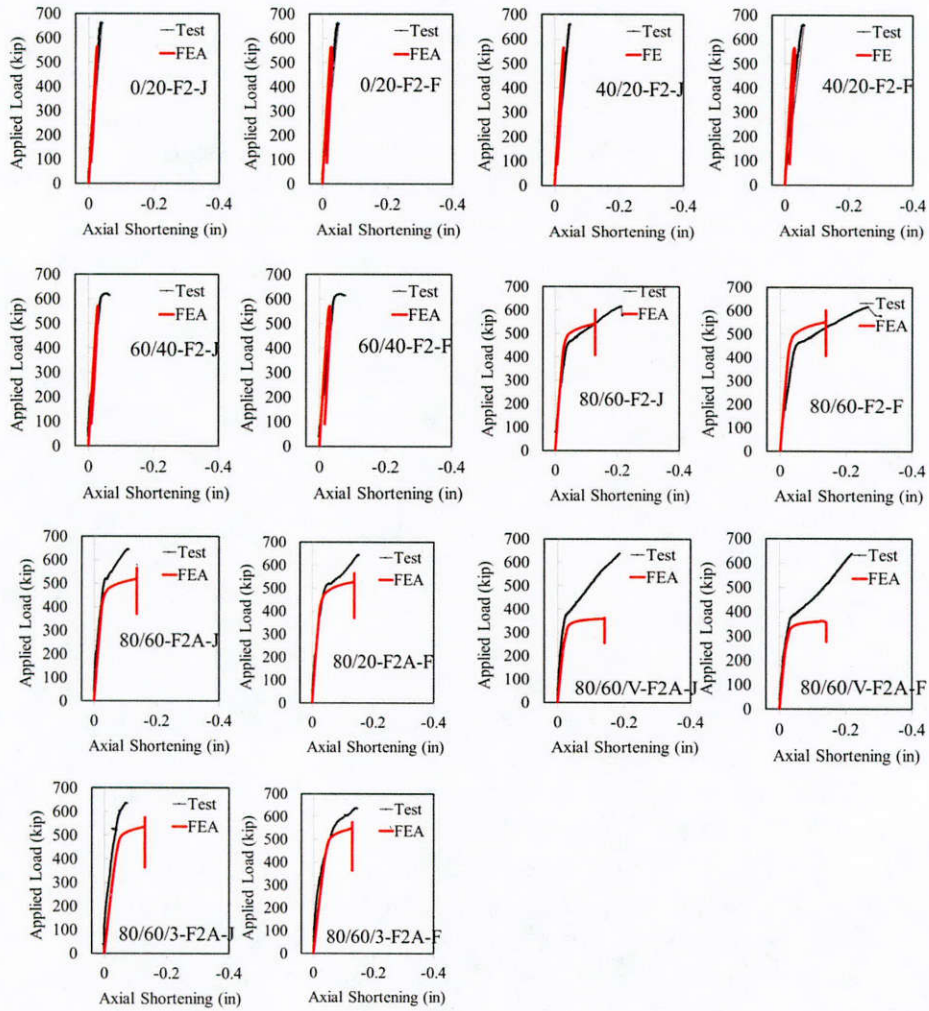 Applied Load (kip)
700
600
500
400
300
200
100
0
Test
FEA
0/20-F2-J
0
-0.2
-0.4
Axial Shortening (in)
Applied Load (kip)
700
600
500
400
300
200
100
0
Test
FEA
0/20-F2-F
0
-0.2
-0.4
Axial Shortening (in)
Applied Load (kip)
700
600
500
400
300
200
100
0
Test
FE
40/20-F2-J
0
-0.2
-0.4
Axial Shortening (in)
Applied Load (kip)
700
600
500
400
300
200
100
0
Test
FE
40/20-F2-F
0
-0.2
-0.4
Axial Shortening (in)
Applied Load (kip)
700
600
500
400
300
200
100
0
Test
FEA
60/40-F2-J
0
-0.2
-0.4
Axial Shortening (in)
Applied Load (kip)
700
600
500
400
300
200
100
0
Test
FEA
60/40-F2-F
0
-0.2
-0.4
Axial Shortening (in)
Applied Load (kip)
700
600
500
400
300
200
100
0
Test
FEA
80/60-F2-J
0
-0.2
-0.4
Axial Shortening (in)
Applied Load (kip)
700
600
500
400
300
200
100
0
Test
FEA
80/60-F2-F
0
-0.2
-0.4
Axial Shortening (in)
Applied Load (kip)
700
600
500
400
300
200
100
0
Test
FEA
80/60-F2A-J
0
-0.2
-0.4
Axial Shortening (in)
Applied Load (kip)
700
600
500
400
300
200
100
0
Test
FEA
80/20-F2A-F
0
-0.2
-0.4
Axial Shortening (in)
Applied Load (kip)
700
600
500
400
300
200
100
0
Test
FEA
80/60/V-F2A-J
0
-0.2
-0.4
Axial Shortening (in)
Applied Load (kip)
700
600
500
400
300
200
100
0
Test
FEA
80/60/V-F2A-F
0
-0.2
-0.4
Axial Shortening (in)
Applied Load (kip)
700
600
500
400
300
200
100
0
Test
FEA
80/60/3-F2A-J
0
-0.2
-0.4
Axial Shortening (in)
Applied Load (kip)
700
600
500
400
300
200
100
0
Test
FEA
80/60/3-F2A-F
0
-0.2
-0.4
Axial Shortening (in)